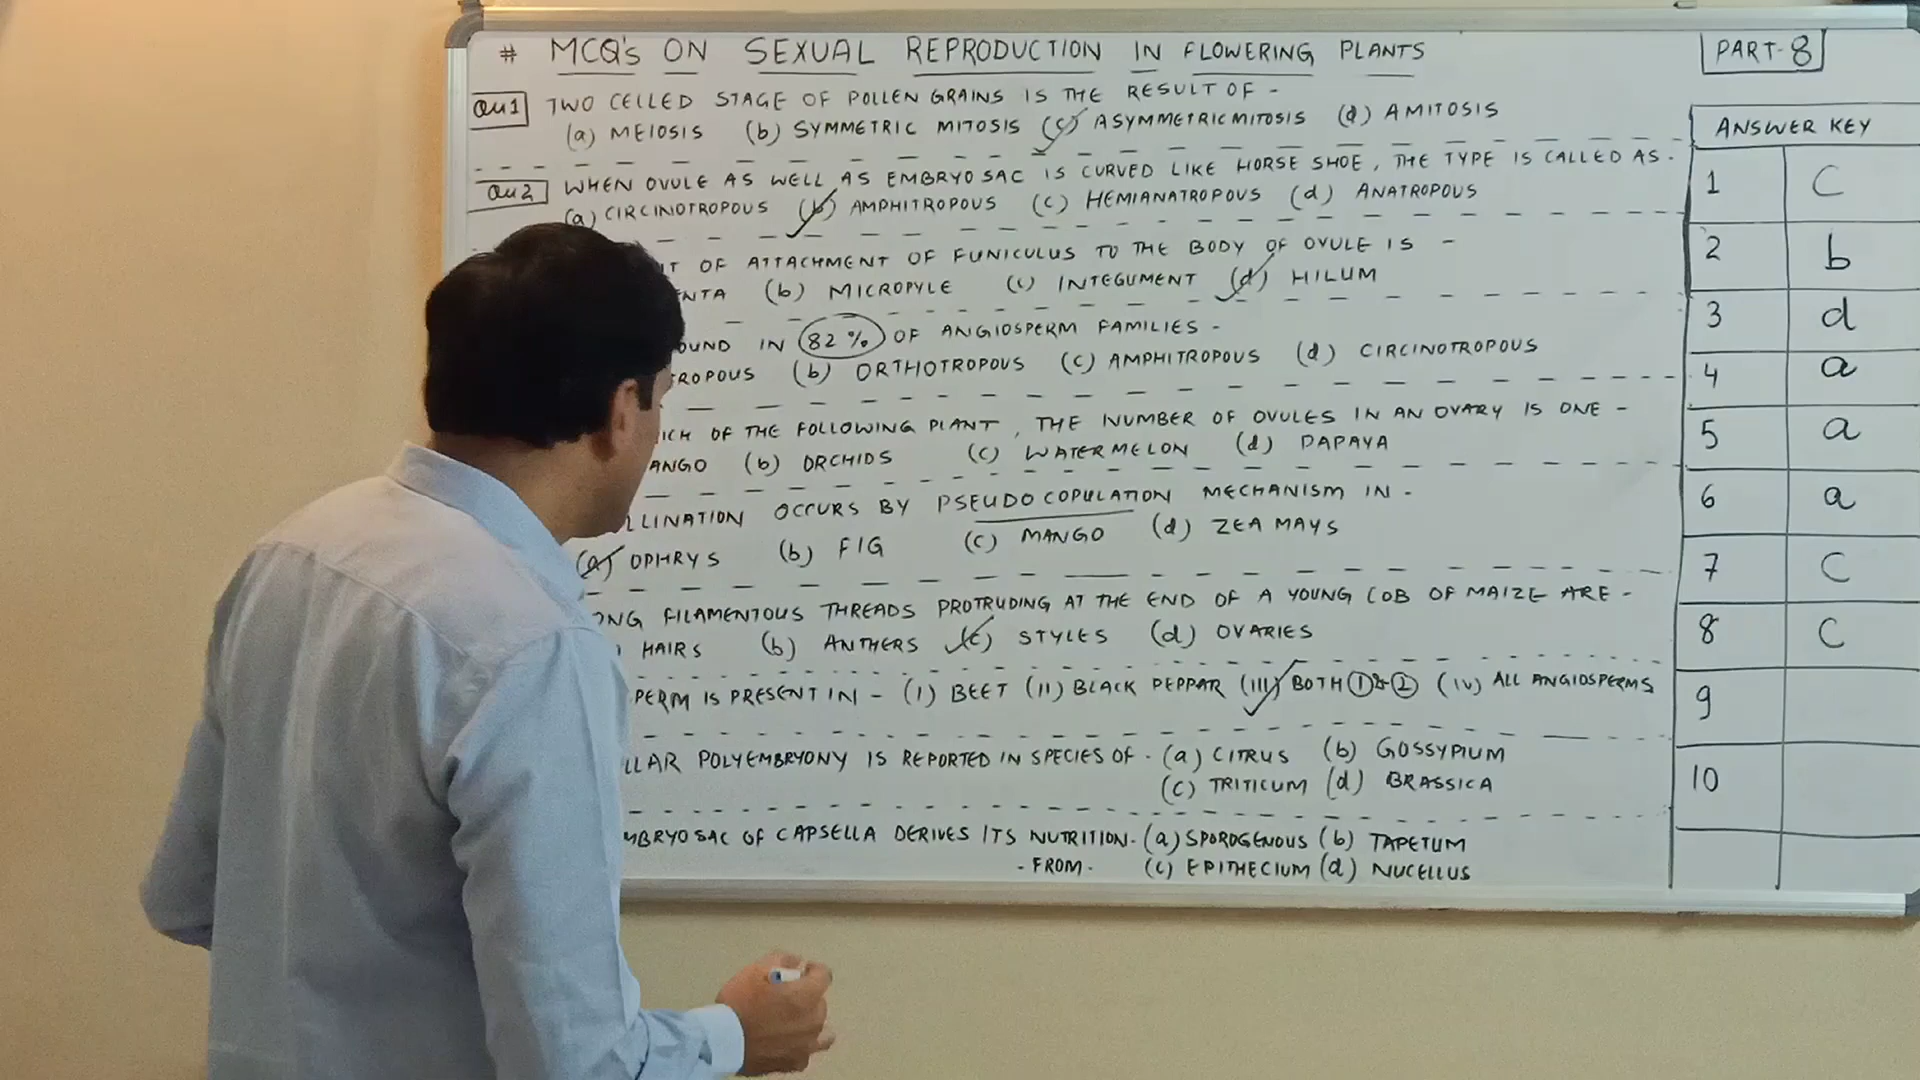 # MCQ's ON SEXUAL REPRODUCTION IN FLOWERING PLANTS
PART-8
Qu1 TWO CELLED STAGE OF POLLEN GRAINS IS THE RESULT OF -
(a) MEIOSIS (b) SYMMETRIC MITOSIS (c) ASYMMETRIC MITOSIS (d) AMITOSIS
Qu2 WHEN OVULE AS WELL AS EMBRYO SAC IS CURVED LIKE HORSE SHOE, THE TYPE IS CALLED AS.
(a) CIRCINOTROPOUS (b) AMPHITROPOUS (c) HEMIANATROPOUS (d) ANATROPOUS
OF ATTACHMENT OF FUNICULUS TO THE BODY OF OVULE IS -
(b) MICROPYLE (c) INTEGUMENT (d) HILUM
IN 82% OF ANGIOSPERM FAMILIES -
(b) ORTHOTROPOUS (c) AMPHITROPOUS (d) CIRCINOTROPOUS
OF THE FOLLOWING PLANT, THE NUMBER OF OVULES IN AN OVARY IS ONE -
(b) ORCHIDS (c) WATERMELON (d) PAPAYA
OCCURS BY PSEUDOCOPULATION MECHANISM IN -
(a) OPHRYS (b) FIG (c) MANGO (d) ZEA MAYS
FILAMENTOUS THREADS PROTRUDING AT THE END OF A YOUNG COB OF MAIZE ARE -
HAIRS (b) ANTHERS (c) STYLES (d) OVARIES
PERM IS PRESENT IN - (I) BEET (II) BLACK PEPPAR (III) BOTH 1 & 2 (IV) ALL ANGIOSPERMS
LLAR POLYEMBRYONY IS REPORTED IN SPECIES OF - (a) CITRUS (b) GOSSYPIUM
(c) TRITICUM (d) BRASSICA
MBRYO SAC OF CAPSELLA DERIVES ITS NUTRITION - (a) SPOROGENOUS (b) TAPETUM
- FROM - (c) EPITHECIUM (d) NUCELLUS
ANSWER KEY
1 C
2 b
3 d
4 a
5 a
6 a
7 C
8 C
9
10